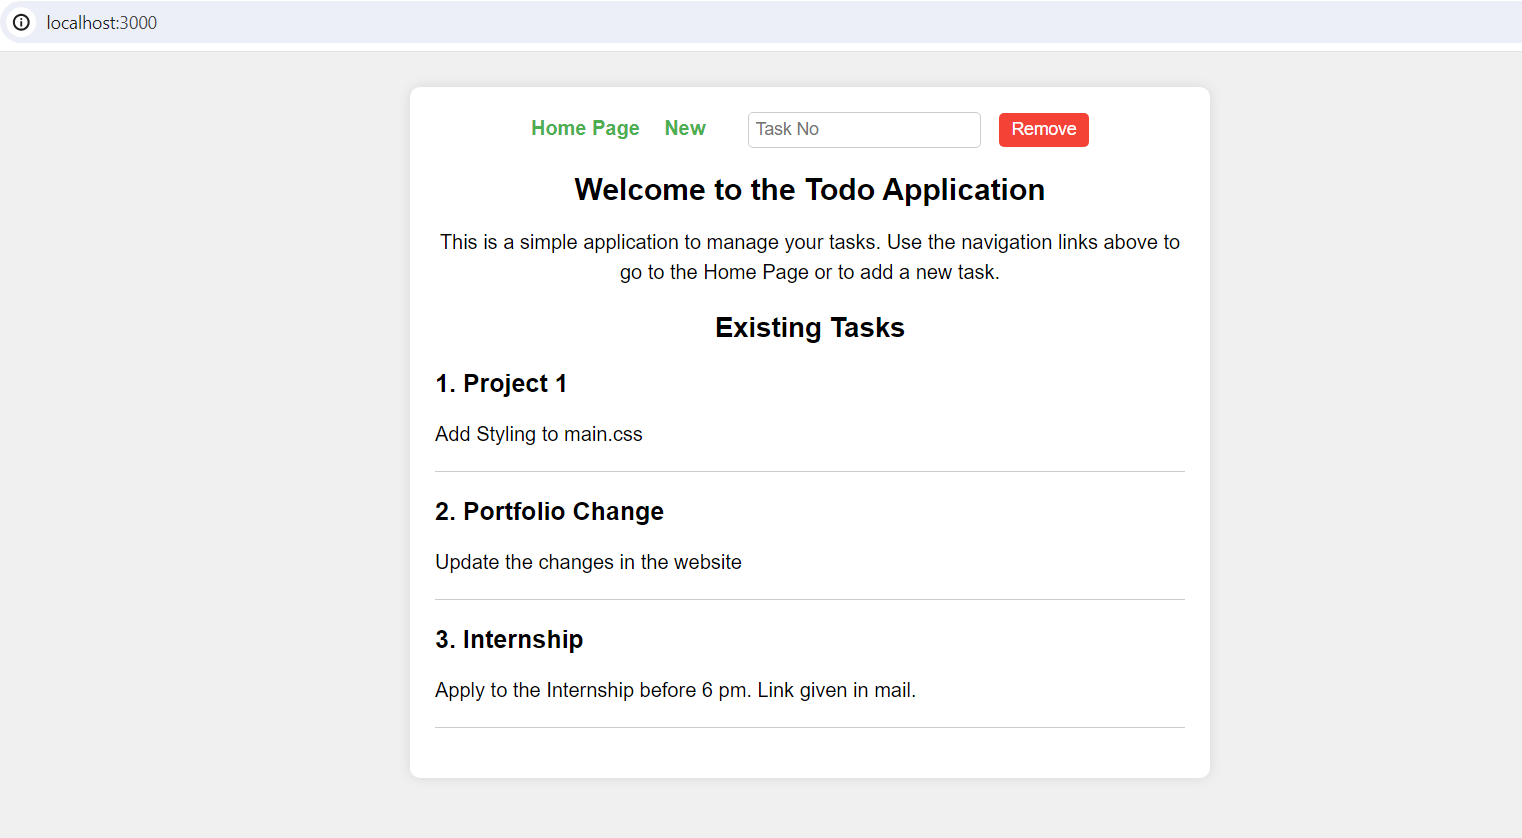 localhost:3000
Home Page New Task No Remove
Welcome to the Todo Application
This is a simple application to manage your tasks. Use the navigation links above to
go to the Home Page or to add a new task.
Existing Tasks
1. Project 1
Add Styling to main.css
2. Portfolio Change
Update the changes in the website
3. Internship
Apply to the Internship before 6 pm. Link given in mail.